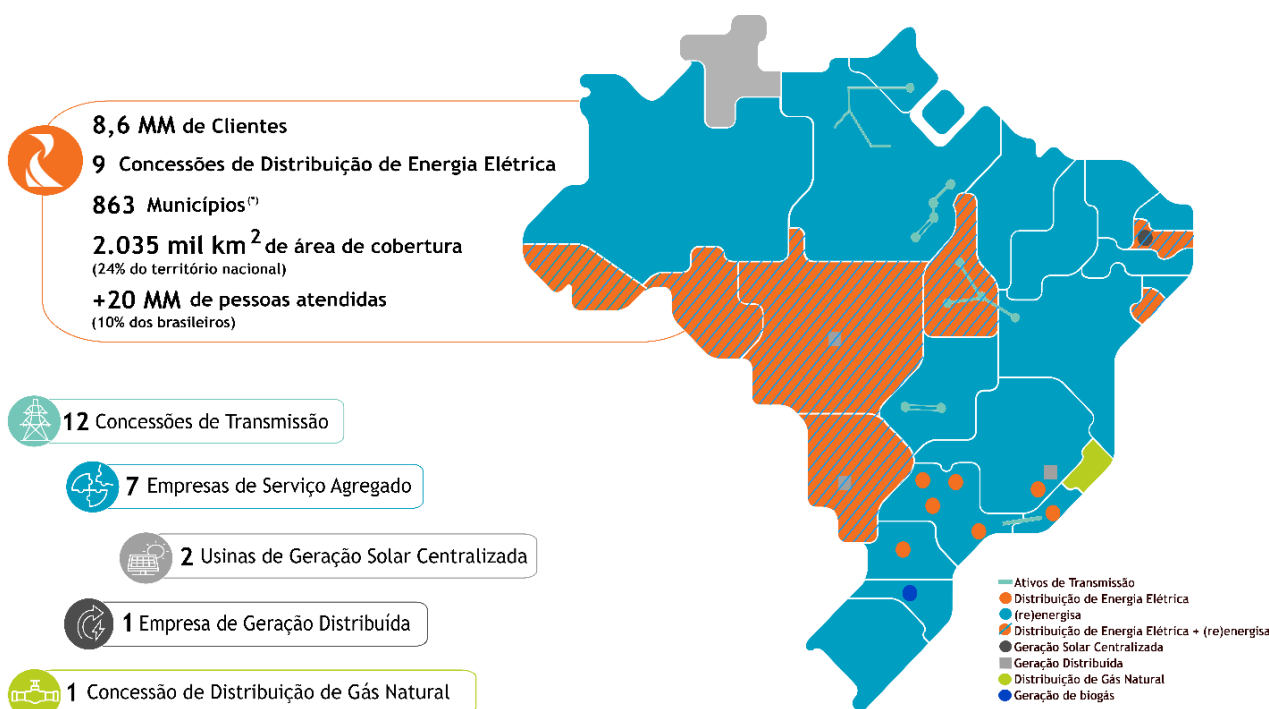 8,6 MM de Clientes
9 Concessões de Distribuição de Energia Elétrica
863 Municípios(*)
2.035 mil km² de área de cobertura
(24% do território nacional)
+20 MM de pessoas atendidas
(10% dos brasileiros)
12 Concessões de Transmissão
7 Empresas de Serviço Agregado
2 Usinas de Geração Solar Centralizada
1 Empresa de Geração Distribuída
1 Concessão de Distribuição de Gás Natural
Ativos de Transmissão
Distribuição de Energia Elétrica
(re)energisa
Distribuição de Energia Elétrica + (re)energisa
Geração Solar Centralizada
Geração Distribuída
Distribuição de Gás Natural
Geração de biogás